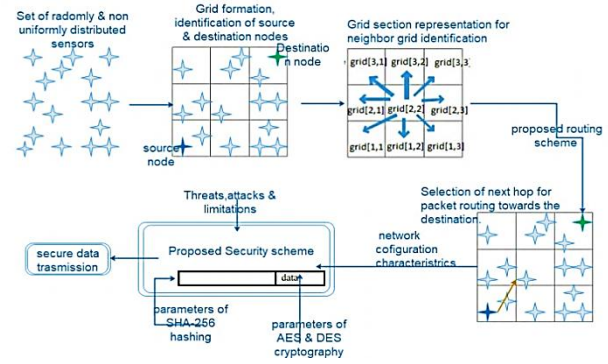 Set of radomly & non
uniformly distributed
sensors
Grid formation,
identification of source
& destination nodes
Destinatio
n node
source
node
Grid section representation for
neighbor grid identification
grid[3,1] grid[3,2] grid[3,3
grid[2,1] grid[2,2] grid[2,3]
grid[1,1 grid[1,2] grid[1,3]
proposed routing
scheme
Selection of next hop for
packet routing towards the
destination.
network
cofiguration
characteristrics
Threats,attacks &
limitations
Proposed Security scheme
data
secure data
trasmission
parameters of
SHA-256
hashing
parameters of
AES & DES
cryptography